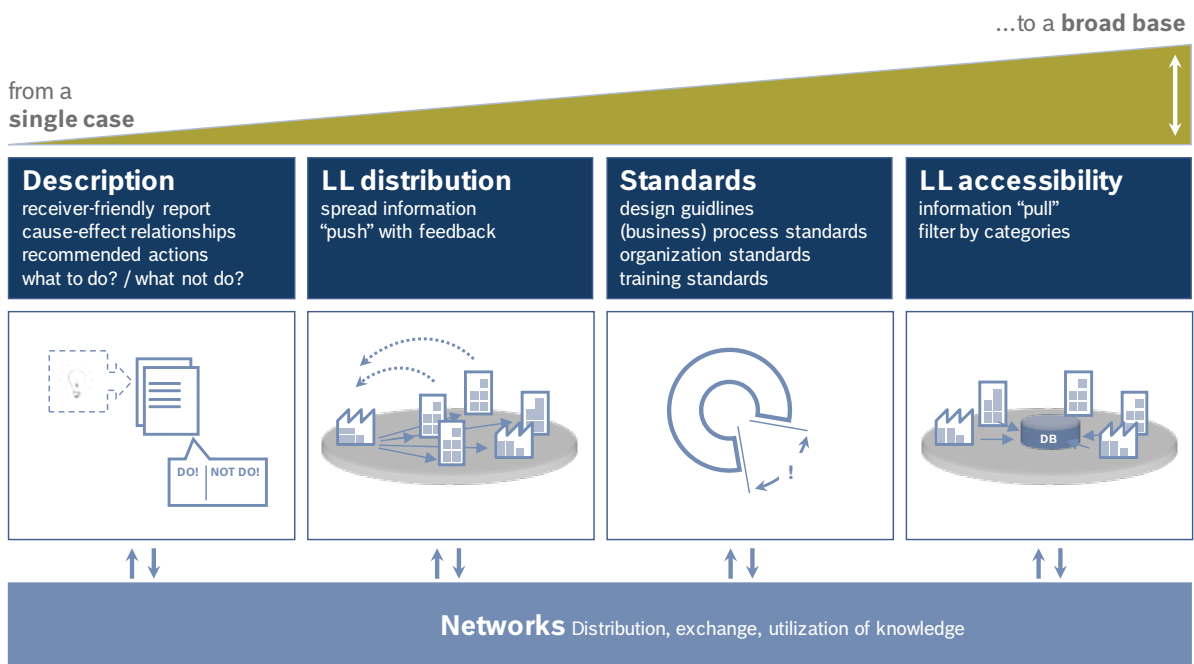 ...to a broad base
from a
single case
Description
receiver-friendly report
cause-effect relationships
recommended actions
what to do? / what not do?
LL distribution
spread information
“push” with feedback
Standards
design guidlines
(business) process standards
organization standards
training standards
LL accessibility
information “pull”
filter by categories
DO! NOT DO!
!
DB
Networks Distribution, exchange, utilization of knowledge